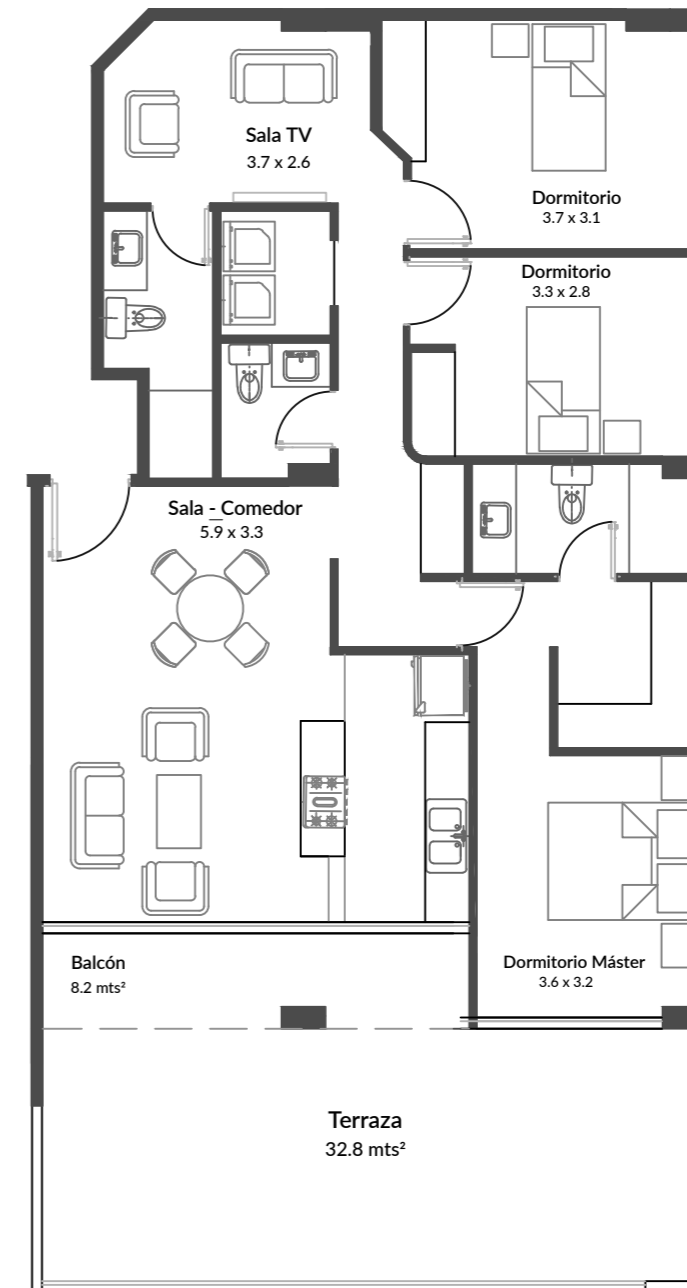 Sala TV
3.7 x 2.6
Dormitorio
3.7 x 3.1
Dormitorio
3.3 x 2.8
Sala - Comedor
5.9 x 3.3
Balcón
8.2 mts²
Dormitorio Máster
3.6 x 3.2
Terraza
32.8 mts²